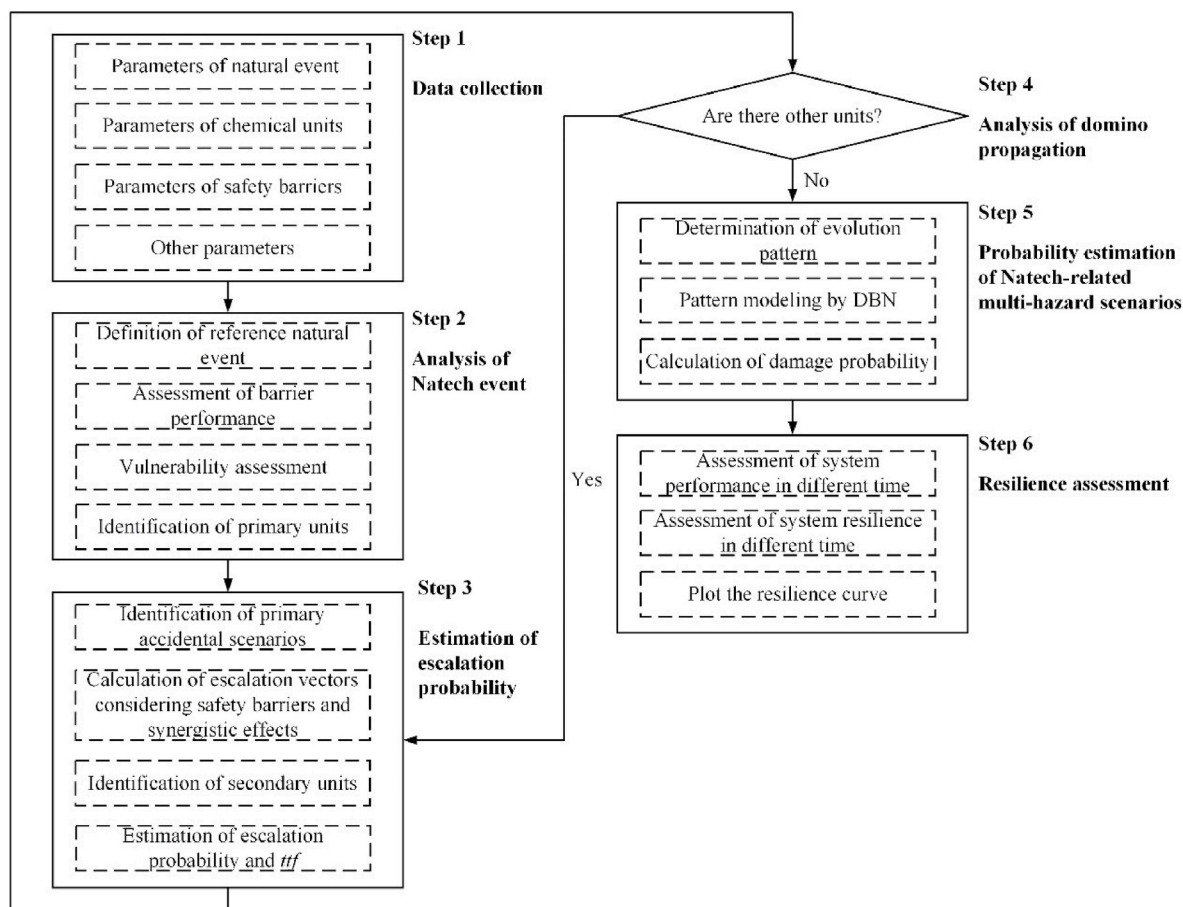 Step 1
Data collection
Parameters of natural event
Parameters of chemical units
Parameters of safety barriers
Other parameters
Step 2
Analysis of
Natech event
Definition of reference natural
event
Assessment of barrier
performance
Vulnerability assessment
Identification of primary units
Step 3
Estimation of
escalation
probability
Identification of primary
accidental scenarios
Calculation of escalation vectors
considering safety barriers and
synergistic effects
Identification of secondary units
Estimation of escalation
probability and ttf
Step 4
Analysis of domino
propagation
Are there other units?
No
Yes
Step 5
Probability estimation
of Natech-related
multi-hazard scenarios
Determination of evolution
pattern
Pattern modeling by DBN
Calculation of damage probability
Step 6
Resilience assessment
Assessment of system
performance in different time
Assessment of system resilience
in different time
Plot the resilience curve